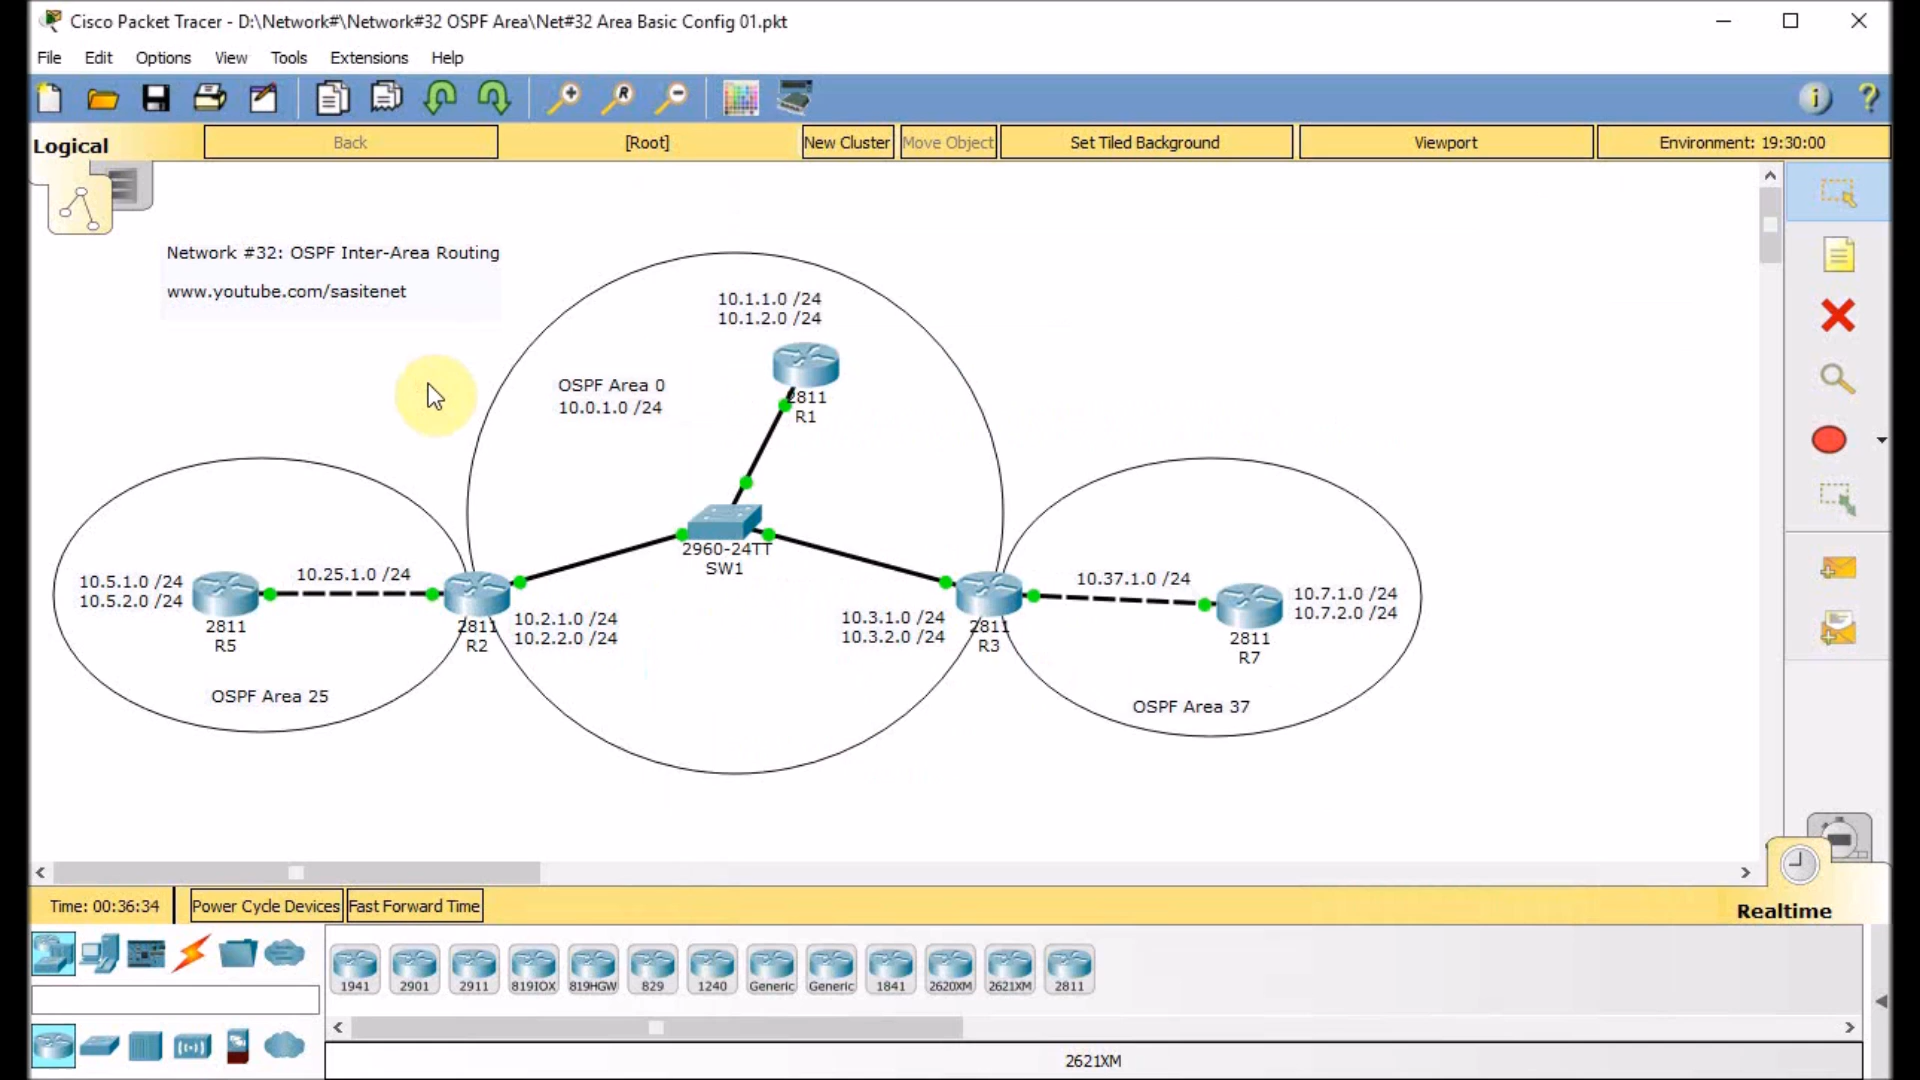 Cisco Packet Tracer - D:\Network#\Network#32 OSPF Area\Net#32 Area Basic Config 01.pkt
File Edit Options View Tools Extensions Help
Logical Back [Root] New Cluster Move Object Set Tiled Background Viewport Environment: 19:30:00
Network #32: OSPF Inter-Area Routing
www.youtube.com/sasitenet
10.1.1.0 /24
10.1.2.0 /24
2811
R1
OSPF Area 0
10.0.1.0 /24
2960-24TT
SW1
10.5.1.0 /24
10.5.2.0 /24
2811
R5
10.25.1.0 /24
2811
R2
10.2.1.0 /24
10.2.2.0 /24
OSPF Area 25
10.3.1.0 /24
10.3.2.0 /24
2811
R3
10.37.1.0 /24
2811
R7
10.7.1.0 /24
10.7.2.0 /24
OSPF Area 37
Time: 00:36:34 Power Cycle Devices Fast Forward Time Realtime
1941 2901 2911 819IOX 819HGW 829 1240 Generic Generic 1841 2620XM 2621XM 2811
2621XM